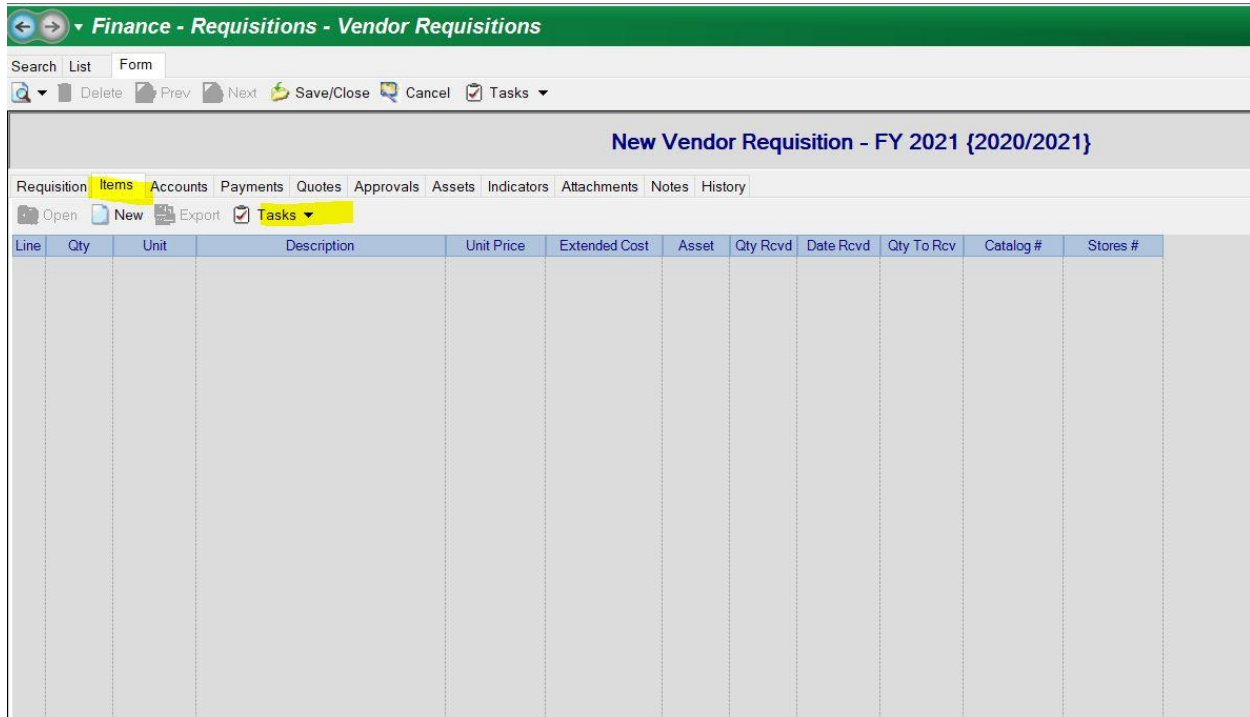 Finance - Requisitions - Vendor Requisitions
Search List Form
Delete Prev Next Save/Close Cancel Tasks
New Vendor Requisition - FY 2021 {2020/2021}
Requisition Items Accounts Payments Quotes Approvals Assets Indicators Attachments Notes History
Open New Export Tasks
Line Qty Unit Description Unit Price Extended Cost Asset Qty Rcvd Date Rcvd Qty To Rcv Catalog # Stores #